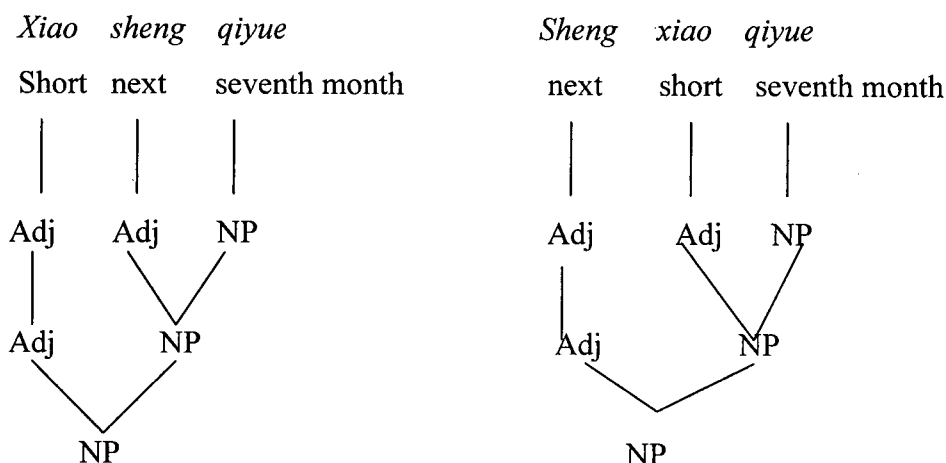 Xiao sheng qiyue
Short next seventh month
Adj Adj NP
Adj NP
NP
Sheng xiao qiyue
next short seventh month
Adj Adj NP
Adj NP
NP